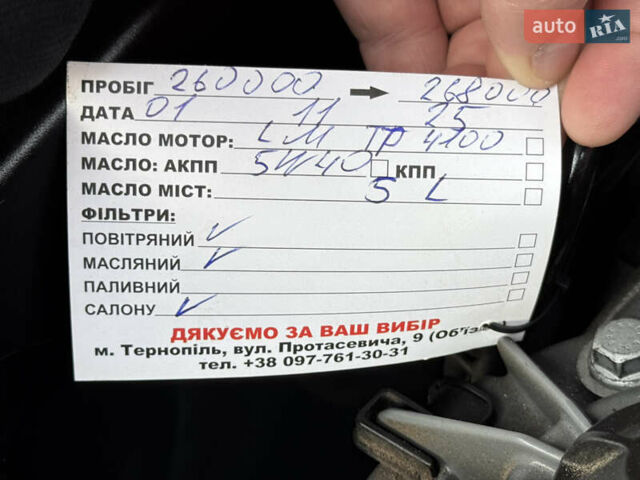 auto RIA.com
ПРОБІГ 260000 → 268000
ДАТА 01 11 25
МАСЛО МОТОР: LM TP 4100
МАСЛО: АКПП 5W40 КПП
МАСЛО МІСТ: 5 L
ФІЛЬТРИ:
ПОВІТРЯНИЙ ✓
МАСЛЯНИЙ ✓
ПАЛИВНИЙ
САЛОНУ ✓
ДЯКУЄМО ЗА ВАШ ВИБІР
м. Тернопіль, вул. Протасевича, 9
тел. +38 097-761-30-31